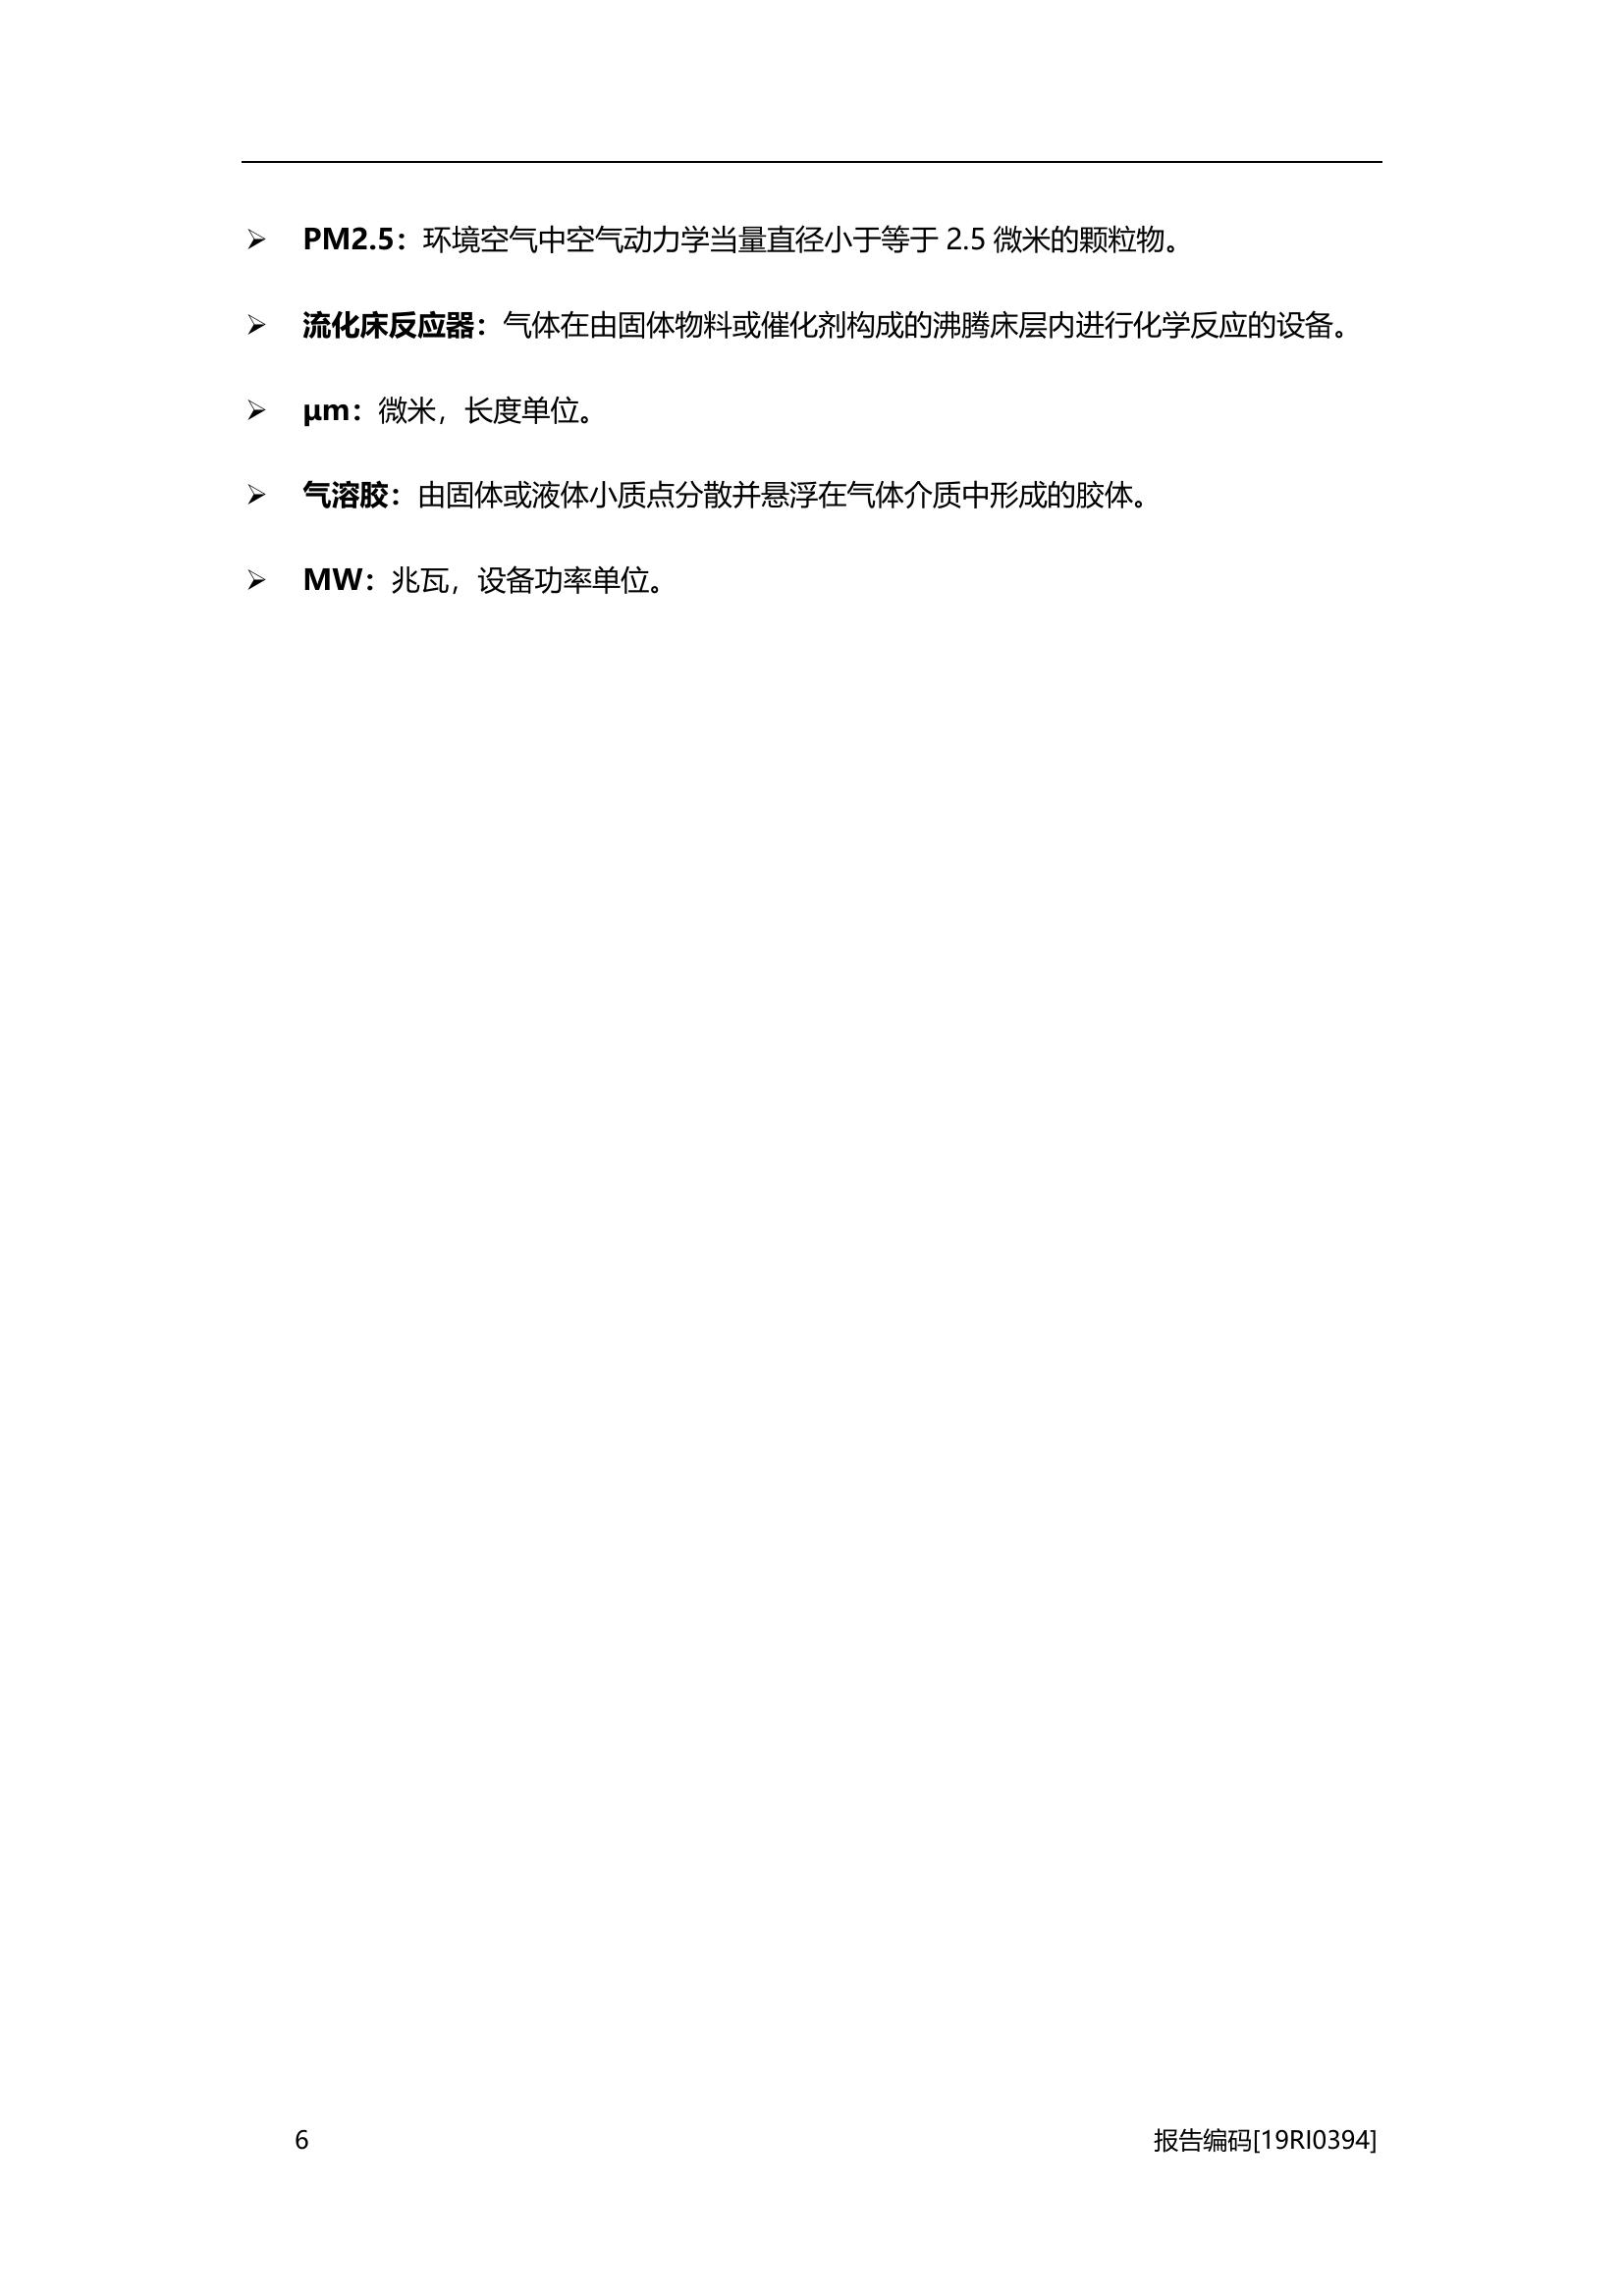 ➢ PM2.5：环境空气中空气动力学当量直径小于等于 2.5 微米的颗粒物。
➢ 流化床反应器：气体在由固体物料或催化剂构成的沸腾床层内进行化学反应的设备。
➢ μm：微米，长度单位。
➢ 气溶胶：由固体或液体小质点分散并悬浮在气体介质中形成的胶体。
➢ MW：兆瓦，设备功率单位。
6 报告编码[19RI0394]